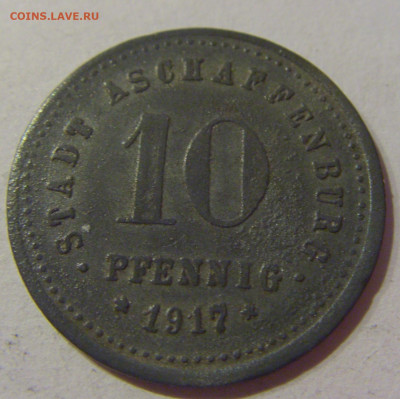 COINS.LAVE.RU
· STADT ASCHAFFENBURG ·
10
PFENNIG
* 1917 *